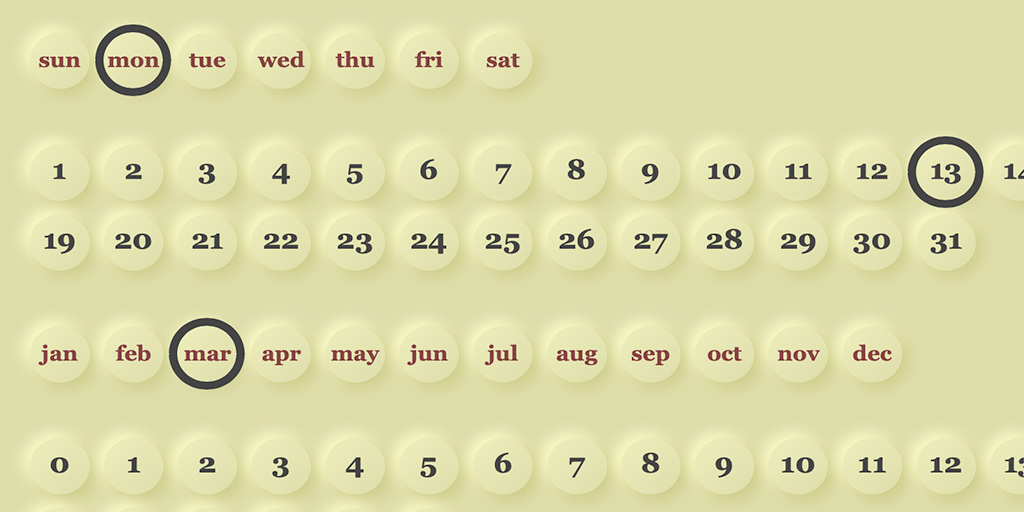 sun mon tue wed thu fri sat
1 2 3 4 5 6 7 8 9 10 11 12 13
19 20 21 22 23 24 25 26 27 28 29 30 31
jan feb mar apr may jun jul aug sep oct nov dec
0 1 2 3 4 5 6 7 8 9 10 11 12